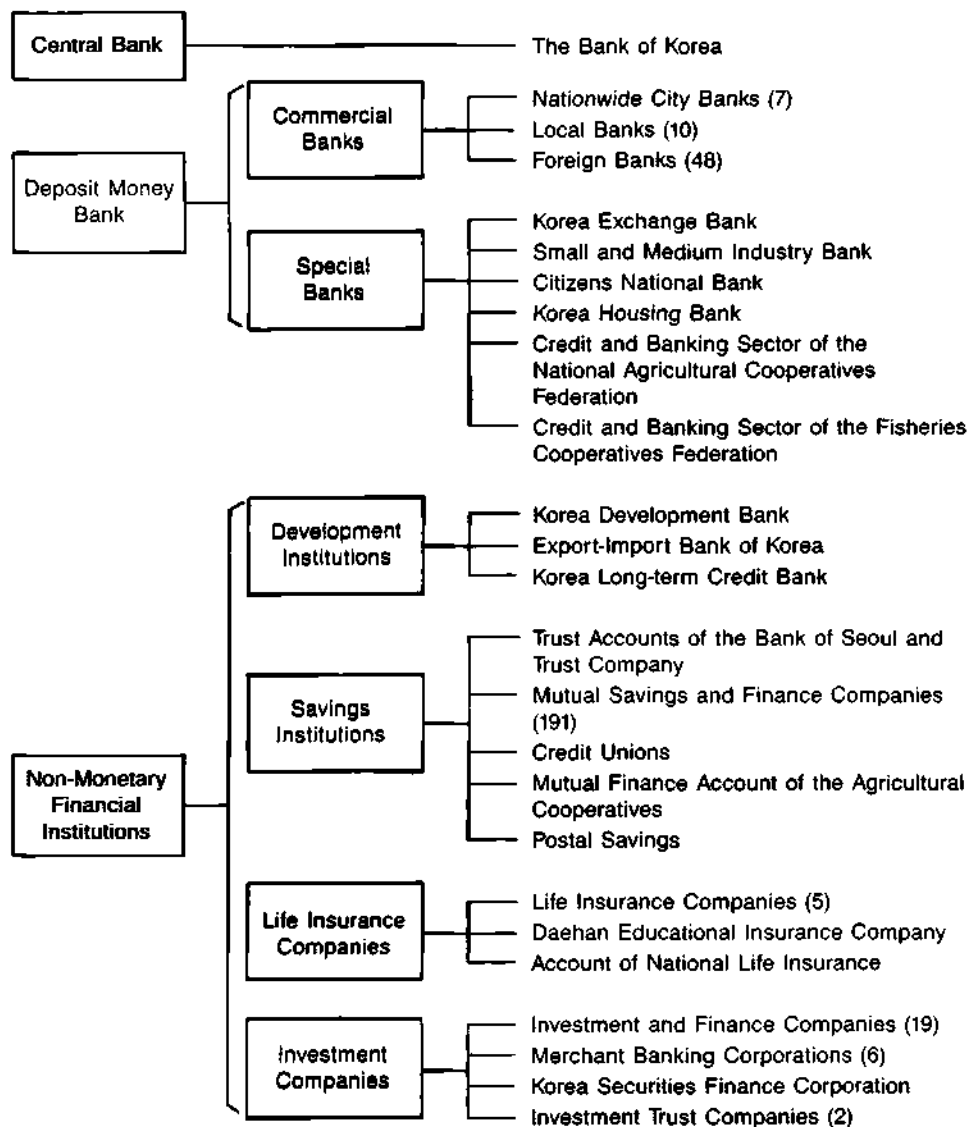 Central Bank
The Bank of Korea
Deposit Money
Bank
Commercial
Banks
Nationwide City Banks (7)
Local Banks (10)
Foreign Banks (48)
Special
Banks
Korea Exchange Bank
Small and Medium Industry Bank
Citizens National Bank
Korea Housing Bank
Credit and Banking Sector of the
National Agricultural Cooperatives
Federation
Credit and Banking Sector of the Fisheries
Cooperatives Federation
Non-Monetary
Financial
Institutions
Development
Institutions
Korea Development Bank
Export-Import Bank of Korea
Korea Long-term Credit Bank
Savings
Institutions
Trust Accounts of the Bank of Seoul and
Trust Company
Mutual Savings and Finance Companies
(191)
Credit Unions
Mutual Finance Account of the Agricultural
Cooperatives
Postal Savings
Life Insurance
Companies
Life Insurance Companies (5)
Daehan Educational Insurance Company
Account of National Life Insurance
Investment
Companies
Investment and Finance Companies (19)
Merchant Banking Corporations (6)
Korea Securities Finance Corporation
Investment Trust Companies (2)